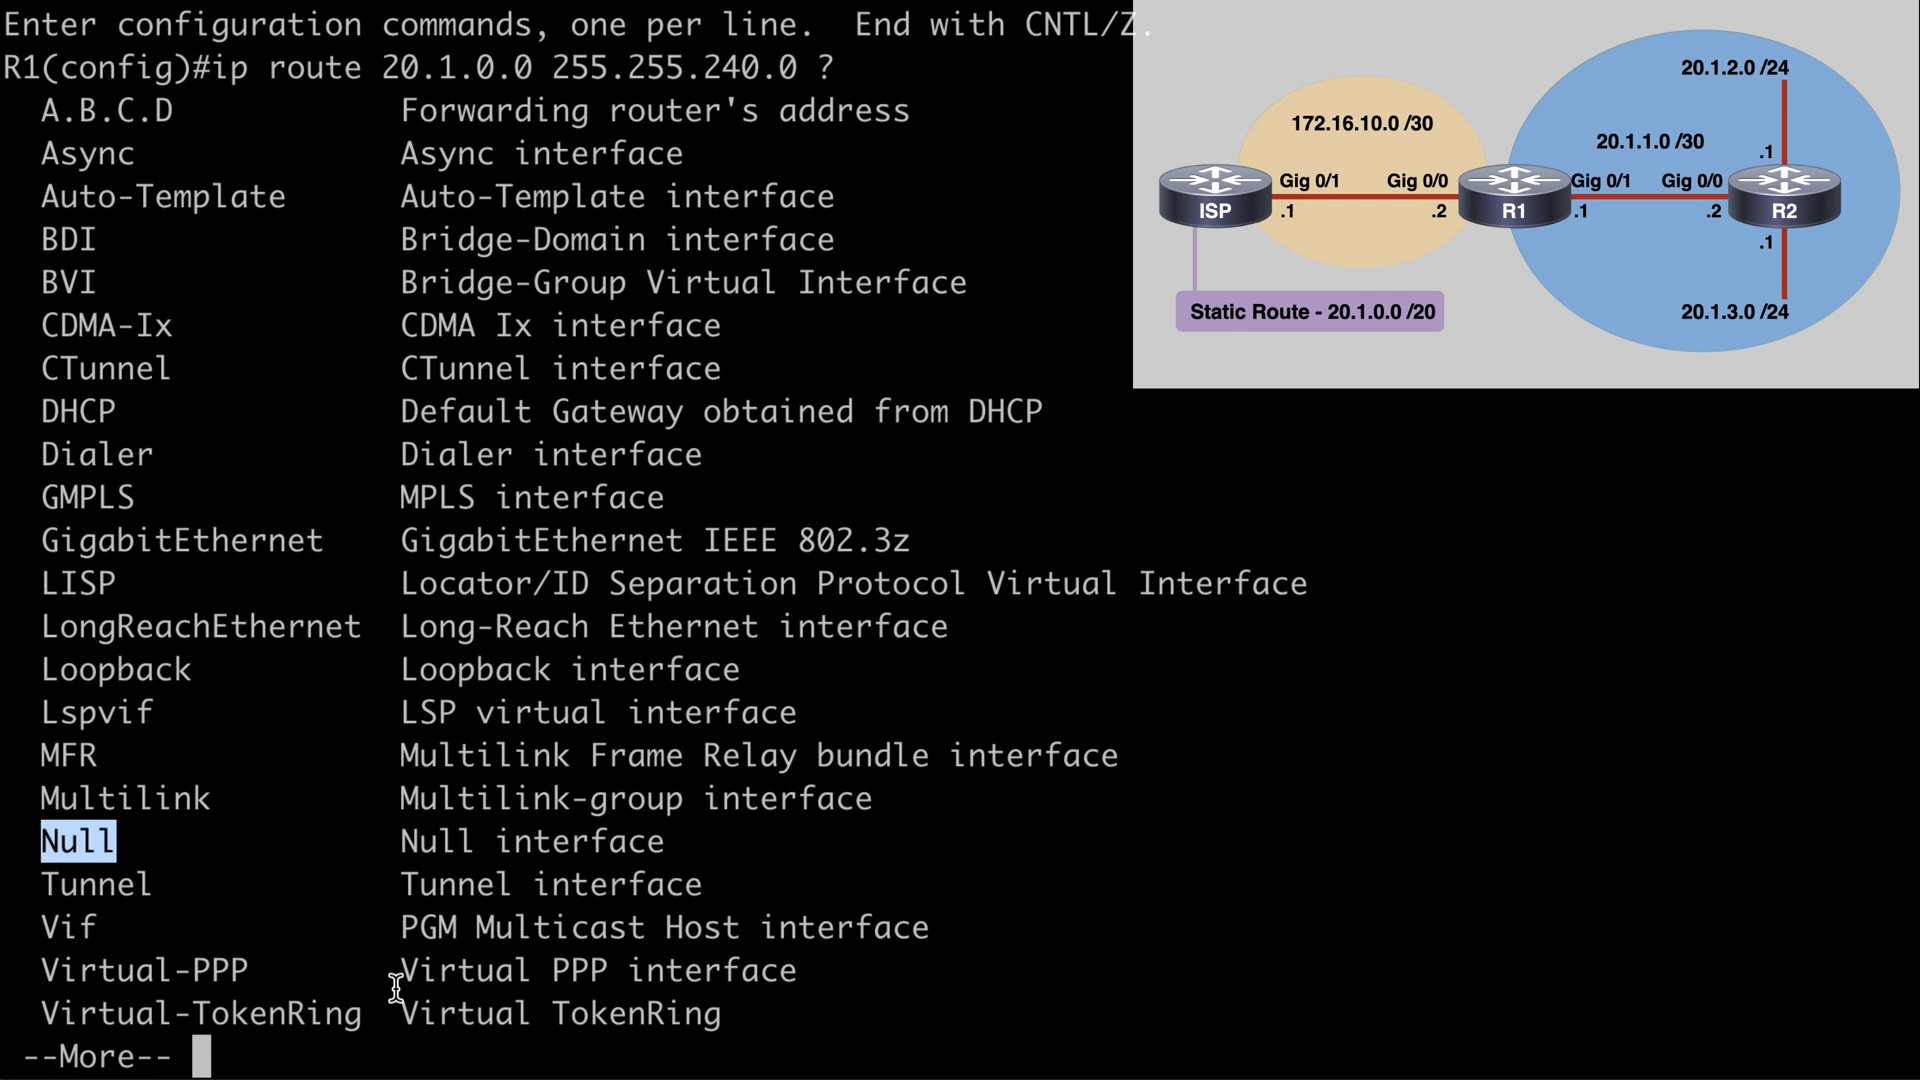 Enter configuration commands, one per line.  End with CNTL/Z.
R1(config)#ip route 20.1.0.0 255.255.240.0 ?
A.B.C.D Forwarding router's address
Async Async interface
Auto-Template Auto-Template interface
BDI Bridge-Domain interface
BVI Bridge-Group Virtual Interface
CDMA-Ix CDMA Ix interface
CTunnel CTunnel interface
DHCP Default Gateway obtained from DHCP
Dialer Dialer interface
GMPLS MPLS interface
GigabitEthernet GigabitEthernet IEEE 802.3z
LISP Locator/ID Separation Protocol Virtual Interface
LongReachEthernet Long-Reach Ethernet interface
Loopback Loopback interface
Lspvif LSP virtual interface
MFR Multilink Frame Relay bundle interface
Multilink Multilink-group interface
Null Null interface
Tunnel Tunnel interface
Vif PGM Multicast Host interface
Virtual-PPP Virtual PPP interface
Virtual-TokenRing Virtual TokenRing
--More--
20.1.2.0 /24
172.16.10.0 /30
20.1.1.0 /30
.1
Gig 0/1 Gig 0/0 Gig 0/1 Gig 0/0
ISP .1 .2 R1 .1 .2 R2
.1
Static Route - 20.1.0.0 /20
20.1.3.0 /24